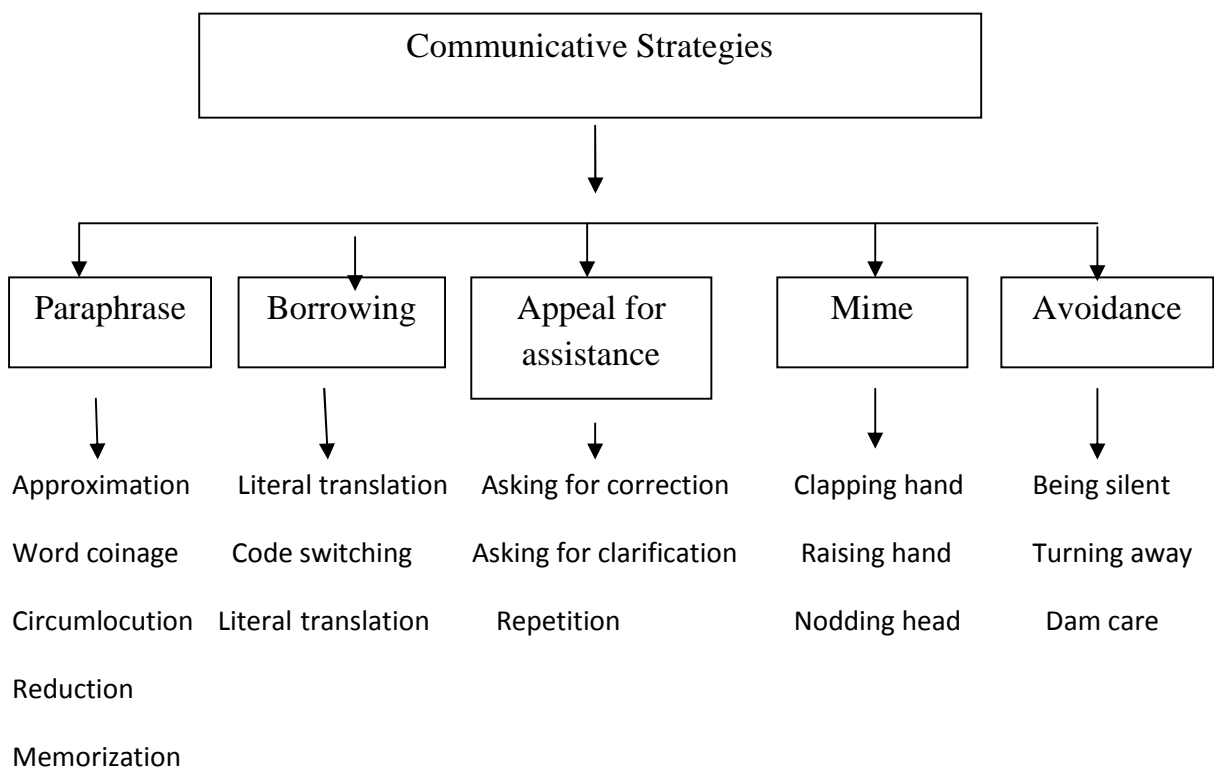 Communicative Strategies
Paraphrase
Borrowing
Appeal for
assistance
Mime
Avoidance
Approximation
Literal translation
Asking for correction
Clapping hand
Being silent
Word coinage
Code switching
Asking for clarification
Raising hand
Turning away
Circumlocution
Literal translation
Repetition
Nodding head
Dam care
Reduction
Memorization